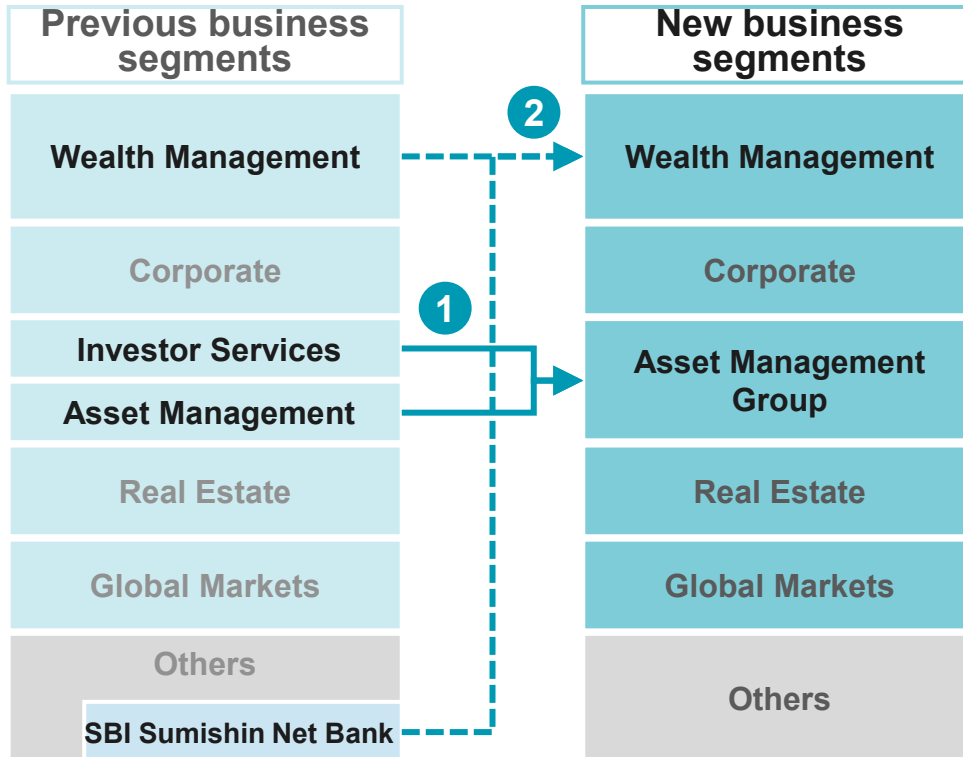 Previous business
segments
Wealth Management
Corporate
Investor Services
Asset Management
Real Estate
Global Markets
Others
SBI Sumishin Net Bank
1
2
New business
segments
Wealth Management
Corporate
Asset Management
Group
Real Estate
Global Markets
Others